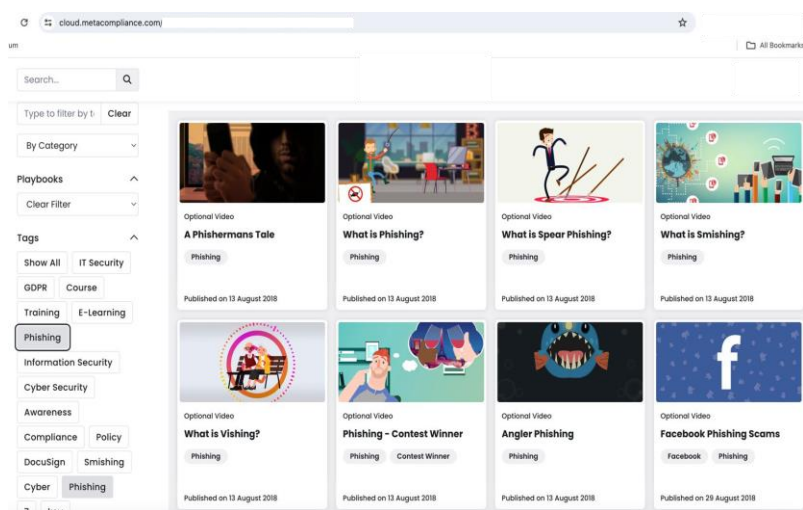 cloud.metacompliance.com/
um
All Bookmarks
Search...
Type to filter by t
Clear
By Category
Playbooks
Clear Filter
Tags
Show All
IT Security
GDPR
Course
Training
E-Learning
Phishing
Information Security
Cyber Security
Awareness
Compliance
Policy
DocuSign
Smishing
Cyber
Phishing
Optional Video
A Phishermans Tale
Phishing
Published on 13 August 2018
Optional Video
What is Phishing?
Phishing
Published on 13 August 2018
Optional Video
What is Spear Phishing?
Phishing
Published on 13 August 2018
Optional Video
What is Smishing?
Phishing
Published on 13 August 2018
Optional Video
What is Vishing?
Phishing
Published on 13 August 2018
Optional Video
Phishing - Contest Winner
Phishing
Contest Winner
Published on 13 August 2018
Optional Video
Angler Phishing
Phishing
Published on 13 August 2018
f
Optional Video
Facebook Phishing Scams
Facebook
Phishing
Published on 29 August 2018